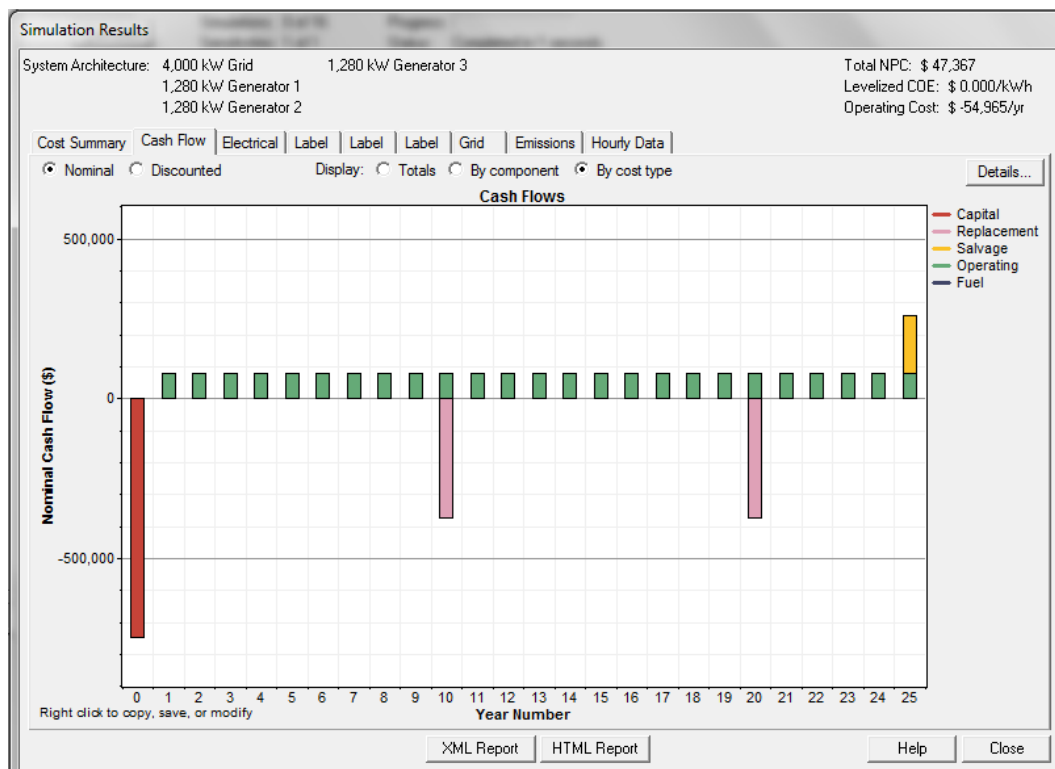 Simulation Results
System Architecture: 4,000 kW Grid 1,280 kW Generator 3
1,280 kW Generator 1
1,280 kW Generator 2
Total NPC: $ 47,367
Levelized COE: $ 0.000/kWh
Operating Cost: $ -54,965/yr
Cost Summary Cash Flow Electrical Label Label Label Grid Emissions Hourly Data
Nominal Discounted Display: Totals By component By cost type Details...
Cash Flows
Capital
Replacement
Salvage
Operating
Fuel
Nominal Cash Flow ($)
500,000
0
-500,000
0 1 2 3 4 5 6 7 8 9 10 11 12 13 14 15 16 17 18 19 20 21 22 23 24 25
Right click to copy, save, or modify
Year Number
XML Report HTML Report Help Close